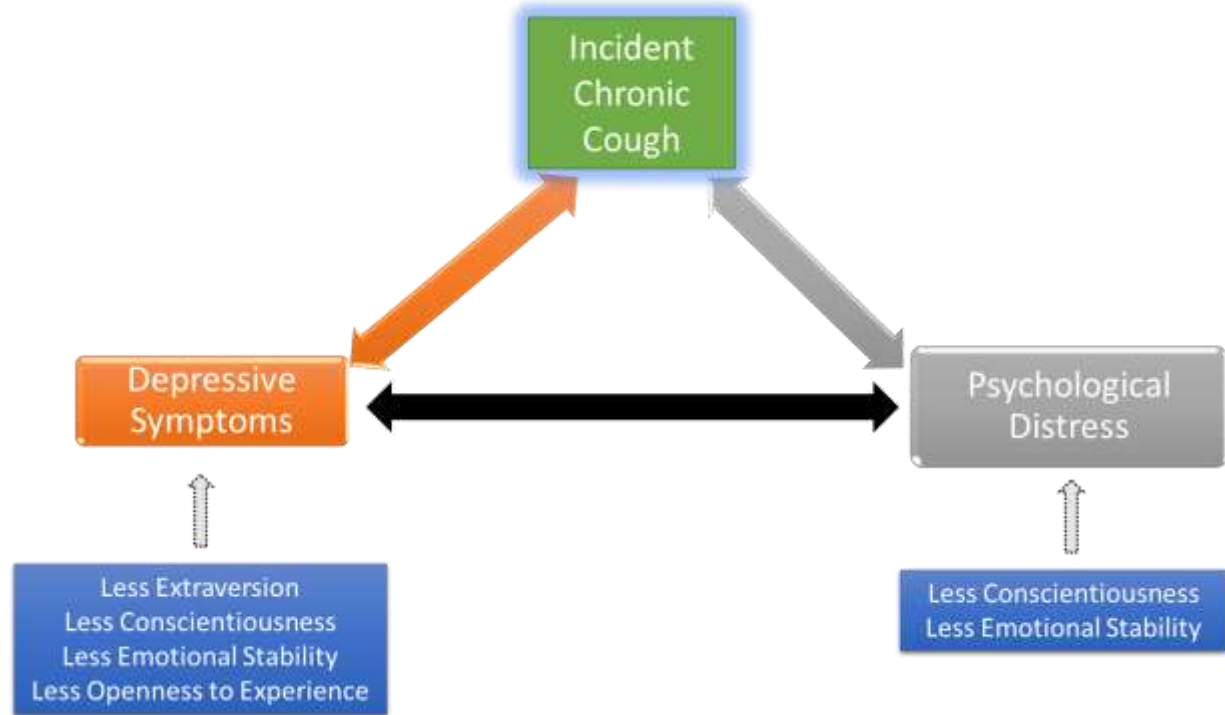 Incident
Chronic
Cough
Depressive
Symptoms
Psychological
Distress
Less Extraversion
Less Conscientiousness
Less Emotional Stability
Less Openness to Experience
Less Conscientiousness
Less Emotional Stability